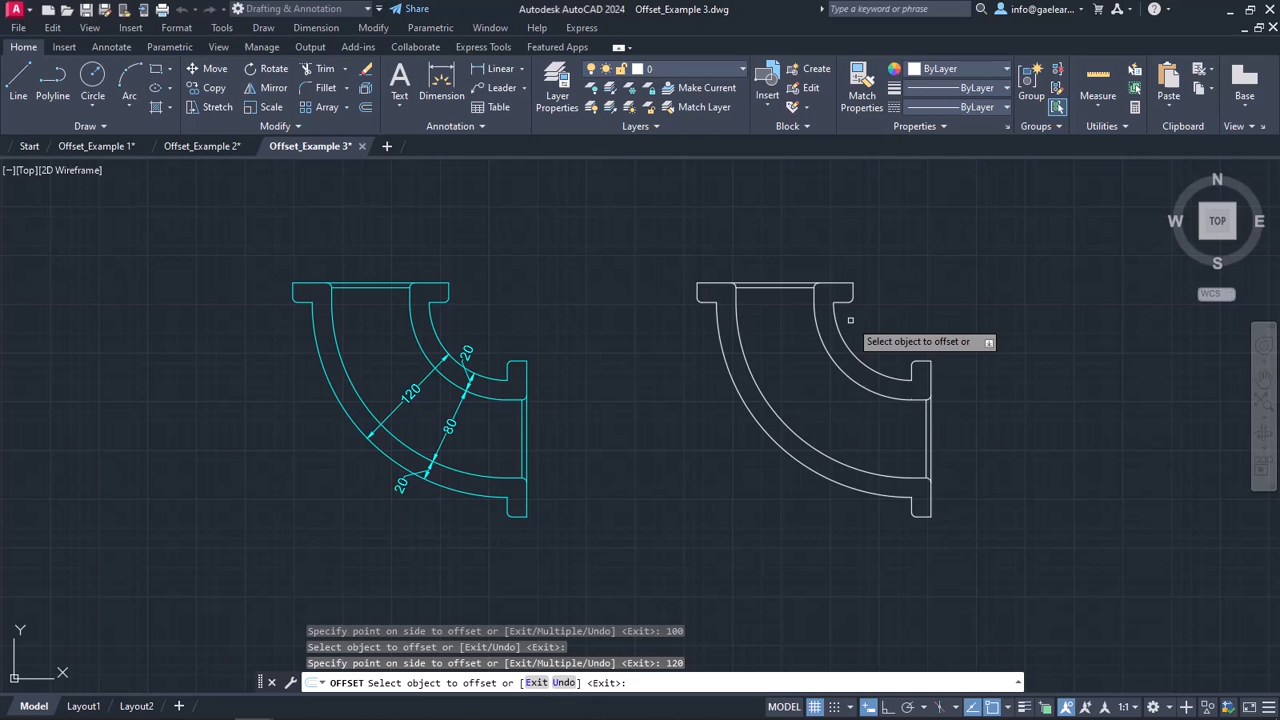 Drafting & Annotation
Share
Autodesk AutoCAD 2024 Offset_Example 3.dwg
Type a keyword or phrase
info@gaelear...
File Edit View Insert Format Tools Draw Dimension Modify Parametric Window Help Express
Home Insert Annotate Parametric View Manage Output Add-ins Collaborate Express Tools Featured Apps
Line Polyline Circle Arc
Move Rotate Trim
Copy Mirror Fillet
Stretch Scale Array
Text Dimension
Linear
Leader
Table
Layer Properties
0
Make Current
Match Layer
Insert
Create
Edit
Match Properties
ByLayer
ByLayer
ByLayer
Group
Measure
Paste
Base
Draw Modify Annotation Layers Block Properties Groups Utilities Clipboard View
Start Offset_Example 1* Offset_Example 2* Offset_Example 3*
[−][Top][2D Wireframe]
N
W TOP E
S
WCS
20
120
80
20
Select object to offset or
Y
X
Specify point on side to offset or [Exit/Multiple/Undo] <Exit>: 100
Select object to offset or [Exit/Undo] <Exit>:
Specify point on side to offset or [Exit/Multiple/Undo] <Exit>: 120
OFFSET Select object to offset or [Exit Undo] <Exit>:
Model Layout1 Layout2
MODEL
1:1